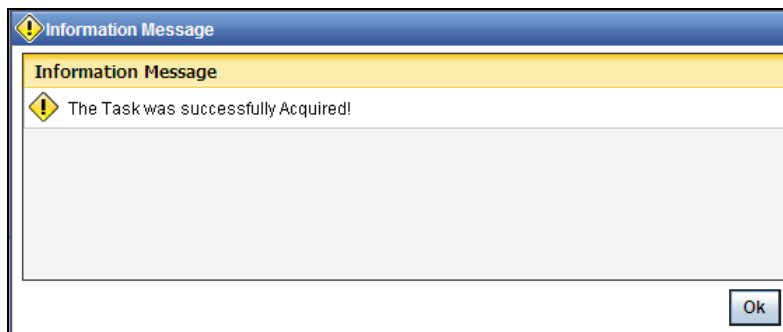 Information Message
Information Message
The Task was successfully Acquired!
Ok